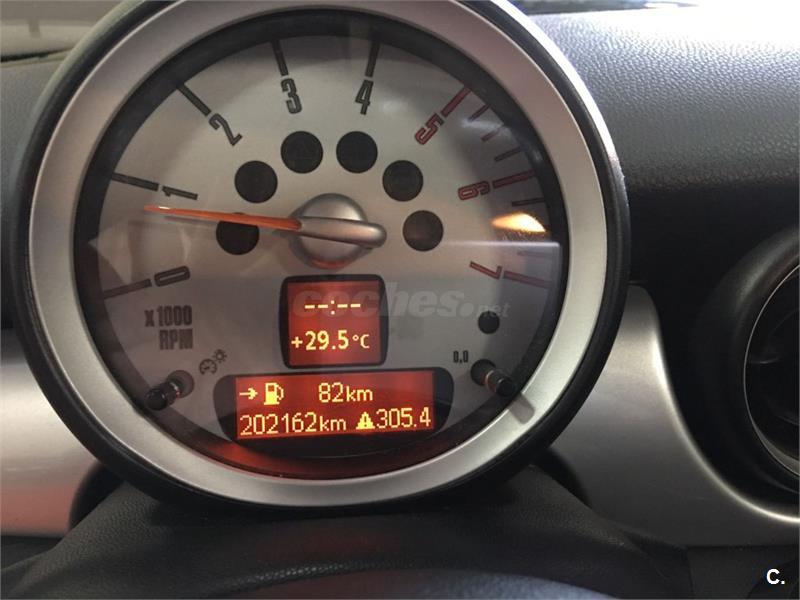 4
3
5
2
6
1
7
0
x1000
RPM
coches.net
--:--
+29.5°C
0,0
82km
202162km 305.4
C.